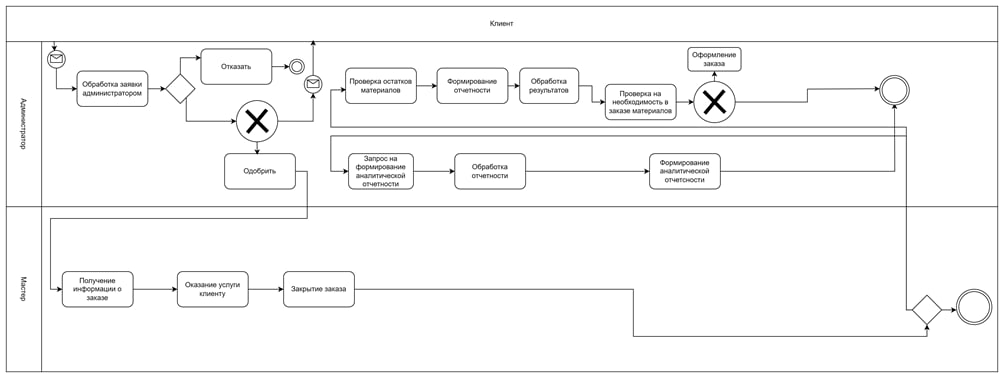 Клиент
Администратор
Обработка заявки
администратором
Отказать
Одобрить
Проверка остатков
материалов
Формирование
отчетности
Обработка
результатов
Проверка на
необходимость в
заказе материалов
Оформление
заказа
Запрос на
формирование
аналитической
отчетности
Обработка
отчетности
Формирование
аналитической
отчетсности
Мастер
Получение
информации о
заказе
Оказание услуги
клиенту
Закрытие заказа